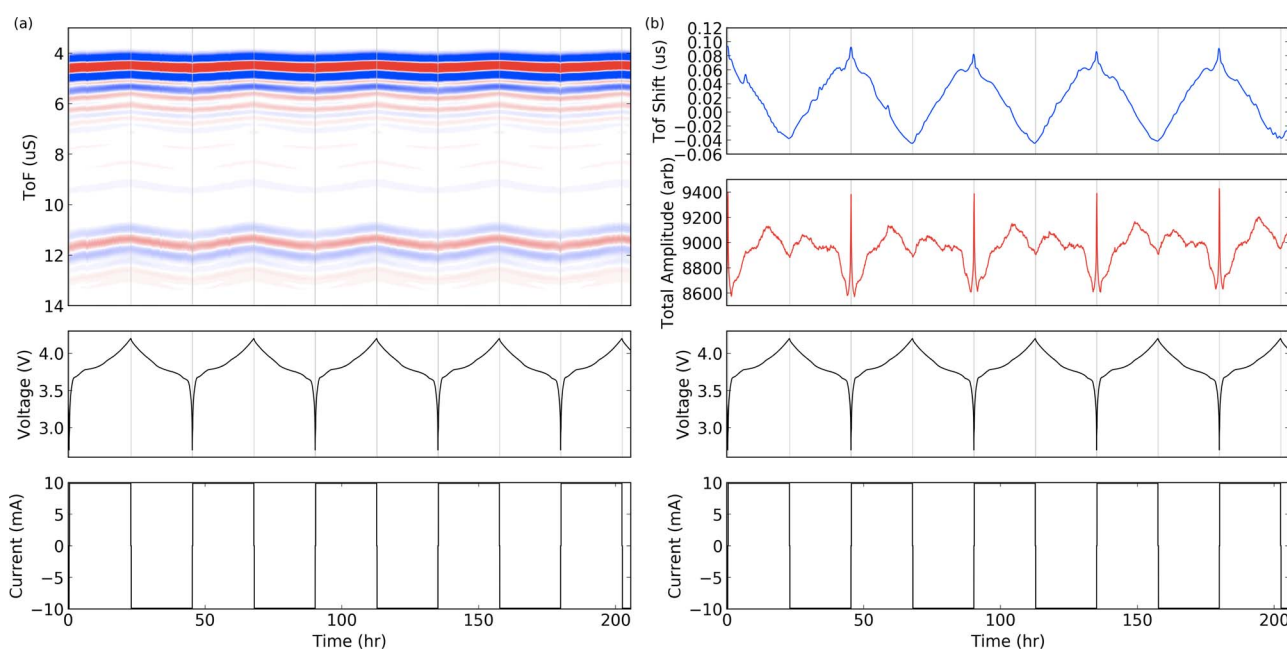 (a)
4
6
8
10
12
14
ToF (uS)
4.0
3.5
3.0
Voltage (V)
10
5
0
−5
−10
Current (mA)
0 50 100 150 200
Time (hr)
(b)
0.12
0.08
0.06
0.04
0.02
0.00
−0.02
−0.04
−0.06
Tof Shift (us)
9400
9200
9000
8800
8600
Total Amplitude (arb)
4.0
3.5
3.0
Voltage (V)
10
5
0
−5
−10
Current (mA)
0 50 100 150 200
Time (hr)